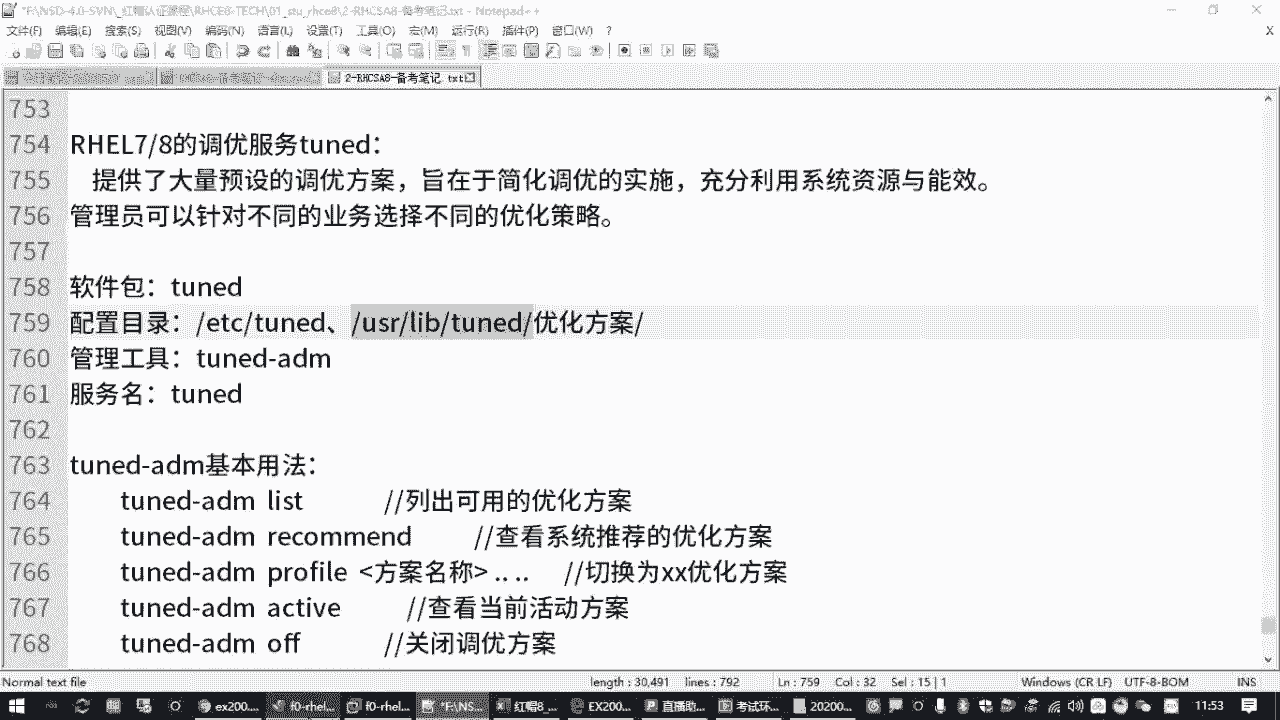 *F:\NSD-4.0-SVN\_红帽认证题库\RHCE8-TECH\01_stu_rhce8\2-RHCSA8-备考笔记.txt - Notepad++
文件(F) 编辑(E) 搜索(S) 视图(V) 编码(N) 语言(L) 设置(T) 工具(O) 宏(M) 运行(R) 插件(P) 窗口(W) ? X
2-RHCSA8-备考笔记.txt
753
754 RHEL7/8的调优服务tuned：
755 提供了大量预设的调优方案，旨在于简化调优的实施，充分利用系统资源与能效。
756 管理员可以针对不同的业务选择不同的优化策略。
757
758 软件包：tuned
759 配置目录：/etc/tuned、/usr/lib/tuned/优化方案/
760 管理工具：tuned-adm
761 服务名：tuned
762
763 tuned-adm基本用法：
764 tuned-adm list //列出可用的优化方案
765 tuned-adm recommend //查看系统推荐的优化方案
766 tuned-adm profile <方案名称> .. .. //切换为xx优化方案
767 tuned-adm active //查看当前活动方案
768 tuned-adm off //关闭调优方案
Normal text file length : 30,491 lines : 792 Ln : 759 Col : 32 Sel : 15 | 1 Windows (CR LF) UTF-8-BOM INS
ex200... f0-rhel... f0-rhel... *F:\NS... 红帽8_... EX200... 直播助... 考试环... 20200... 11:53